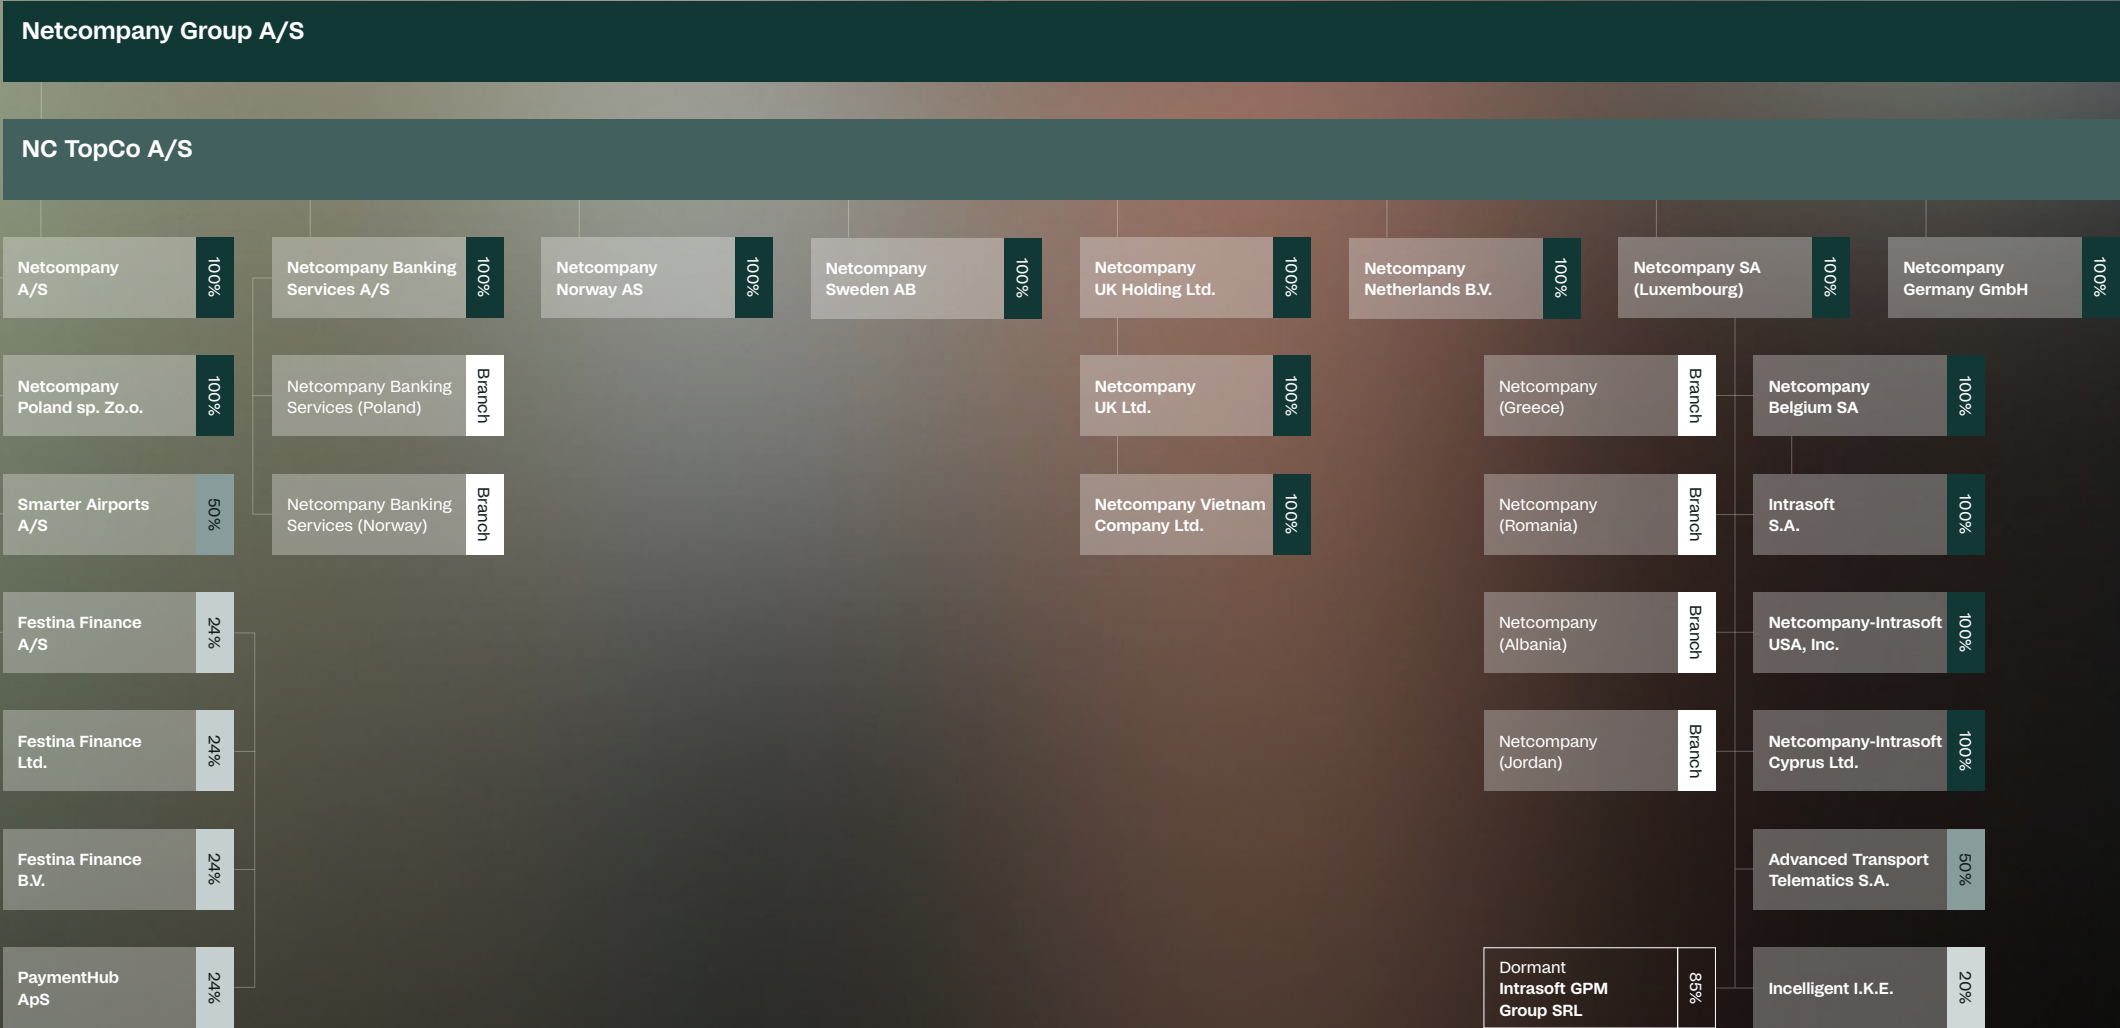 Netcompany Group A/S
NC TopCo A/S
Netcompany
A/S
100%
Netcompany Banking
Services A/S
100%
Netcompany
Norway AS
100%
Netcompany
Sweden AB
100%
Netcompany
UK Holding Ltd.
100%
Netcompany
Netherlands B.V.
100%
Netcompany SA
(Luxembourg)
100%
Netcompany
Germany GmbH
100%
Netcompany
Poland sp. Zo.o.
100%
Netcompany Banking
Services (Poland)
Branch
Netcompany
UK Ltd.
100%
Netcompany
(Greece)
Branch
Netcompany
Belgium SA
100%
Smarter Airports
A/S
50%
Netcompany Banking
Services (Norway)
Branch
Netcompany Vietnam
Company Ltd.
100%
Netcompany
(Romania)
Branch
Intrasoft
S.A.
100%
Festina Finance
A/S
24%
Netcompany
(Albania)
Branch
Netcompany-Intrasoft
USA, Inc.
100%
Festina Finance
Ltd.
24%
Netcompany
(Jordan)
Branch
Netcompany-Intrasoft
Cyprus Ltd.
100%
Festina Finance
B.V.
24%
Advanced Transport
Telematics S.A.
50%
PaymentHub
ApS
24%
Dormant
Intrasoft GPM
Group SRL
85%
Incelligent I.K.E.
20%